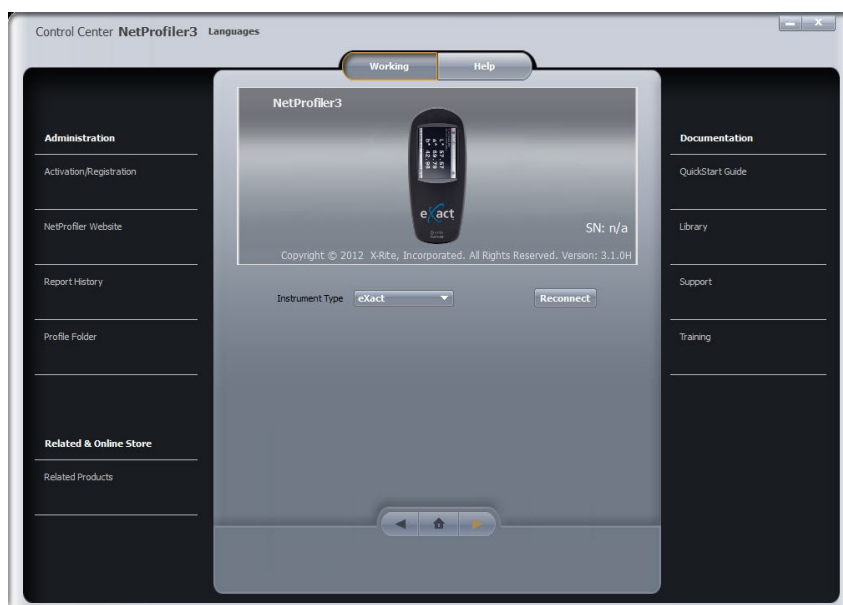 Control Center NetProfiler3 Languages
X
Working Help
NetProfiler3
eXact
SN: n/a
Copyright © 2012 X-Rite, Incorporated. All Rights Reserved. Version: 3.1.0H
Instrument Type eXact Reconnect
Administration
Activation/Registration
NetProfiler Website
Report History
Profile Folder
Related & Online Store
Related Products
Documentation
QuickStart Guide
Library
Support
Training